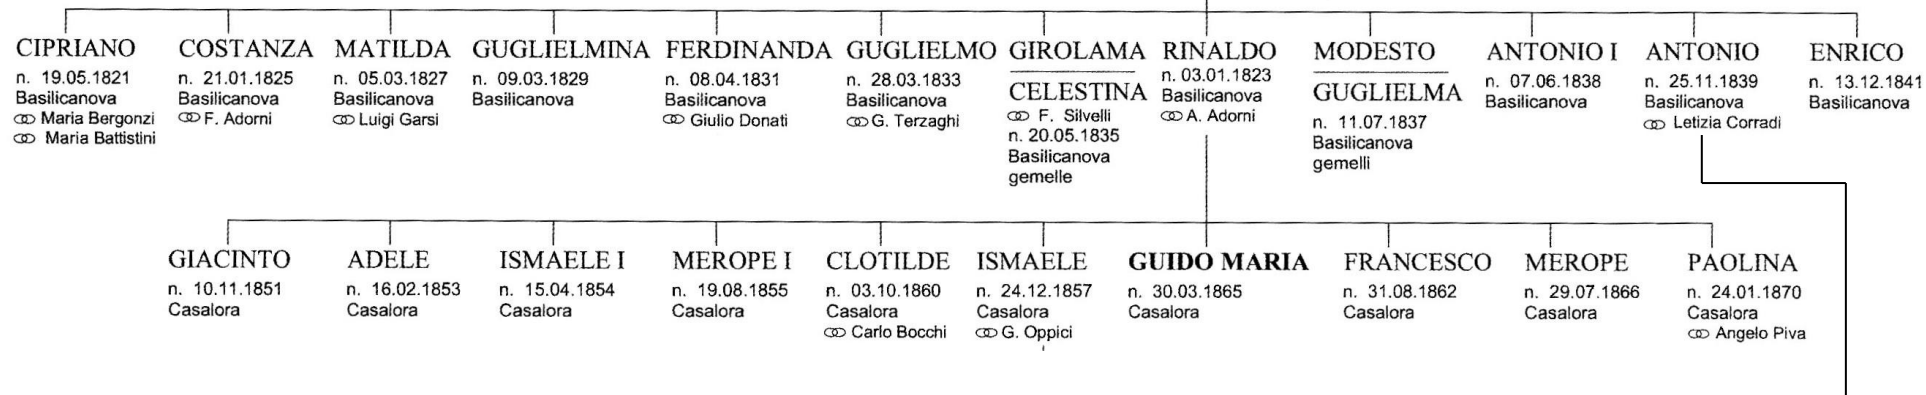 CIPRIANO
n. 19.05.1821
Basilicanova
Maria Bergonzi
Maria Battistini
COSTANZA
n. 21.01.1825
Basilicanova
F. Adorni
MATILDA
n. 05.03.1827
Basilicanova
Luigi Garsi
GUGLIELMINA
n. 09.03.1829
Basilicanova
FERDINANDA
n. 08.04.1831
Basilicanova
Giulio Donati
GUGLIELMO
n. 28.03.1833
Basilicanova
G. Terzaghi
GIROLAMA
CELESTINA
F. Silvelli
n. 20.05.1835
Basilicanova
gemelle
RINALDO
n. 03.01.1823
Basilicanova
A. Adorni
MODESTO
GUGLIELMA
n. 11.07.1837
Basilicanova
gemelli
ANTONIO I
n. 07.06.1838
Basilicanova
ANTONIO
n. 25.11.1839
Basilicanova
Letizia Corradi
ENRICO
n. 13.12.1841
Basilicanova
GIACINTO
n. 10.11.1851
Casalora
ADELE
n. 16.02.1853
Casalora
ISMAELE I
n. 15.04.1854
Casalora
MEROPE I
n. 19.08.1855
Casalora
CLOTILDE
n. 03.10.1860
Casalora
Carlo Bocchi
ISMAELE
n. 24.12.1857
Casalora
G. Oppici
GUIDO MARIA
n. 30.03.1865
Casalora
FRANCESCO
n. 31.08.1862
Casalora
MEROPE
n. 29.07.1866
Casalora
PAOLINA
n. 24.01.1870
Casalora
Angelo Piva